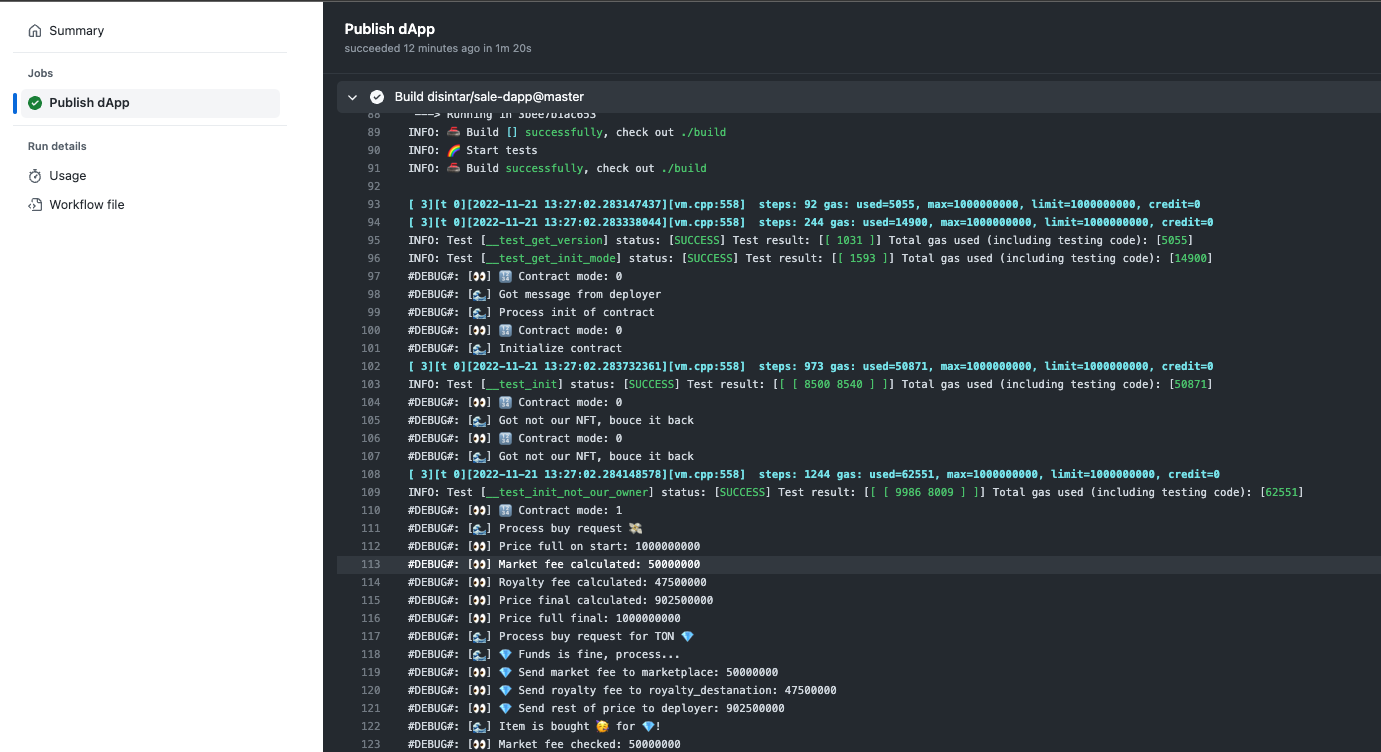 Summary
Jobs
Publish dApp
Run details
Usage
Workflow file
Publish dApp
succeeded 12 minutes ago in 1m 20s
Build disintar/sale-dapp@master
88 ---> Running in 3bee7b1ac653
89 INFO: 🚗 Build [] successfully, check out ./build
90 INFO: 🌈 Start tests
91 INFO: 🚗 Build successfully, check out ./build
92
93 [ 3][t 0][2022-11-21 13:27:02.283147437][vm.cpp:558] steps: 92 gas: used=5055, max=1000000000, limit=1000000000, credit=0
94 [ 3][t 0][2022-11-21 13:27:02.283338044][vm.cpp:558] steps: 244 gas: used=14900, max=1000000000, limit=1000000000, credit=0
95 INFO: Test [__test_get_version] status: [SUCCESS] Test result: [[ 1031 ]] Total gas used (including testing code): [5055]
96 INFO: Test [__test_get_init_mode] status: [SUCCESS] Test result: [[ 1593 ]] Total gas used (including testing code): [14900]
97 #DEBUG#: [👀] 🔢 Contract mode: 0
98 #DEBUG#: [🌊] Got message from deployer
99 #DEBUG#: [🌊] Process init of contract
100 #DEBUG#: [👀] 🔢 Contract mode: 0
101 #DEBUG#: [🌊] Initialize contract
102 [ 3][t 0][2022-11-21 13:27:02.283732361][vm.cpp:558] steps: 973 gas: used=50871, max=1000000000, limit=1000000000, credit=0
103 INFO: Test [__test_init] status: [SUCCESS] Test result: [[ [ 8500 8540 ] ]] Total gas used (including testing code): [50871]
104 #DEBUG#: [👀] 🔢 Contract mode: 0
105 #DEBUG#: [🌊] Got not our NFT, bouce it back
106 #DEBUG#: [👀] 🔢 Contract mode: 0
107 #DEBUG#: [🌊] Got not our NFT, bouce it back
108 [ 3][t 0][2022-11-21 13:27:02.284148578][vm.cpp:558] steps: 1244 gas: used=62551, max=1000000000, limit=1000000000, credit=0
109 INFO: Test [__test_init_not_our_owner] status: [SUCCESS] Test result: [[ [ 9986 8009 ] ]] Total gas used (including testing code): [62551]
110 #DEBUG#: [👀] 🔢 Contract mode: 1
111 #DEBUG#: [🌊] Process buy request 💸
112 #DEBUG#: [👀] Price full on start: 1000000000
113 #DEBUG#: [👀] Market fee calculated: 50000000
114 #DEBUG#: [👀] Royalty fee calculated: 47500000
115 #DEBUG#: [👀] Price final calculated: 902500000
116 #DEBUG#: [👀] Price full final: 1000000000
117 #DEBUG#: [🌊] Process buy request for TON 💎
118 #DEBUG#: [🌊] 💎 Funds is fine, process...
119 #DEBUG#: [👀] 💎 Send market fee to marketplace: 50000000
120 #DEBUG#: [👀] 💎 Send royalty fee to royalty_destanation: 47500000
121 #DEBUG#: [👀] 💎 Send rest of price to deployer: 902500000
122 #DEBUG#: [🌊] Item is bought 🥳 for 💎!
123 #DEBUG#: [👀] Market fee checked: 50000000